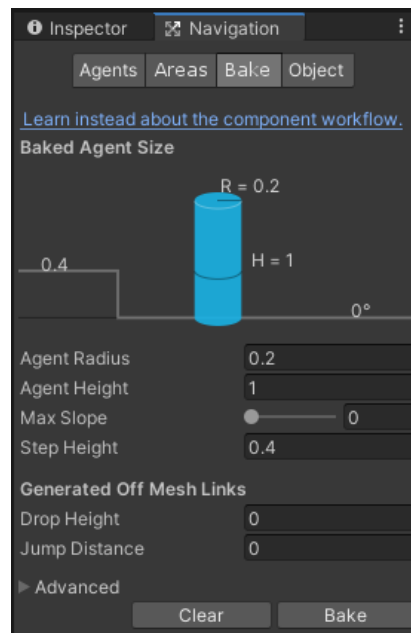 Inspector Navigation
Agents Areas Bake Object
Learn instead about the component workflow.
Baked Agent Size
R = 0.2
0.4 H = 1
0°
Agent Radius 0.2
Agent Height 1
Max Slope 0
Step Height 0.4
Generated Off Mesh Links
Drop Height 0
Jump Distance 0
Advanced
Clear Bake